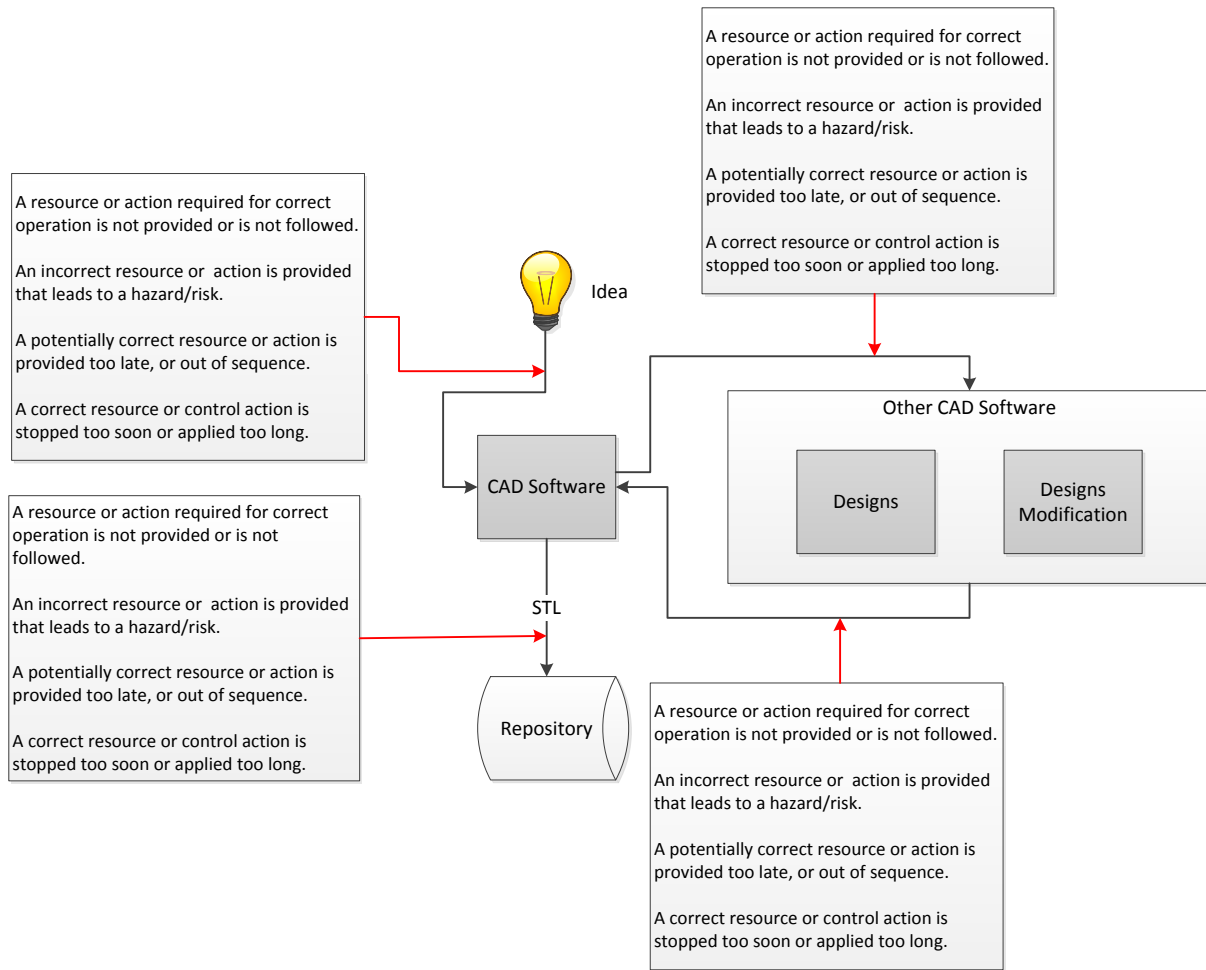 A resource or action required for correct
operation is not provided or is not followed.
An incorrect resource or  action is provided
that leads to a hazard/risk.
A potentially correct resource or action is
provided too late, or out of sequence.
A correct resource or control action is
stopped too soon or applied too long.
A resource or action required for correct
operation is not provided or is not followed.
An incorrect resource or  action is provided
that leads to a hazard/risk.
A potentially correct resource or action is
provided too late, or out of sequence.
A correct resource or control action is
stopped too soon or applied too long.
Idea
Other CAD Software
CAD Software
Designs
Designs
Modification
A resource or action required for correct
operation is not provided or is not
followed.
An incorrect resource or  action is provided
that leads to a hazard/risk.
A potentially correct resource or action is
provided too late, or out of sequence.
A correct resource or control action is
stopped too soon or applied too long.
STL
Repository
A resource or action required for correct
operation is not provided or is not followed.
An incorrect resource or  action is provided
that leads to a hazard/risk.
A potentially correct resource or action is
provided too late, or out of sequence.
A correct resource or control action is
stopped too soon or applied too long.